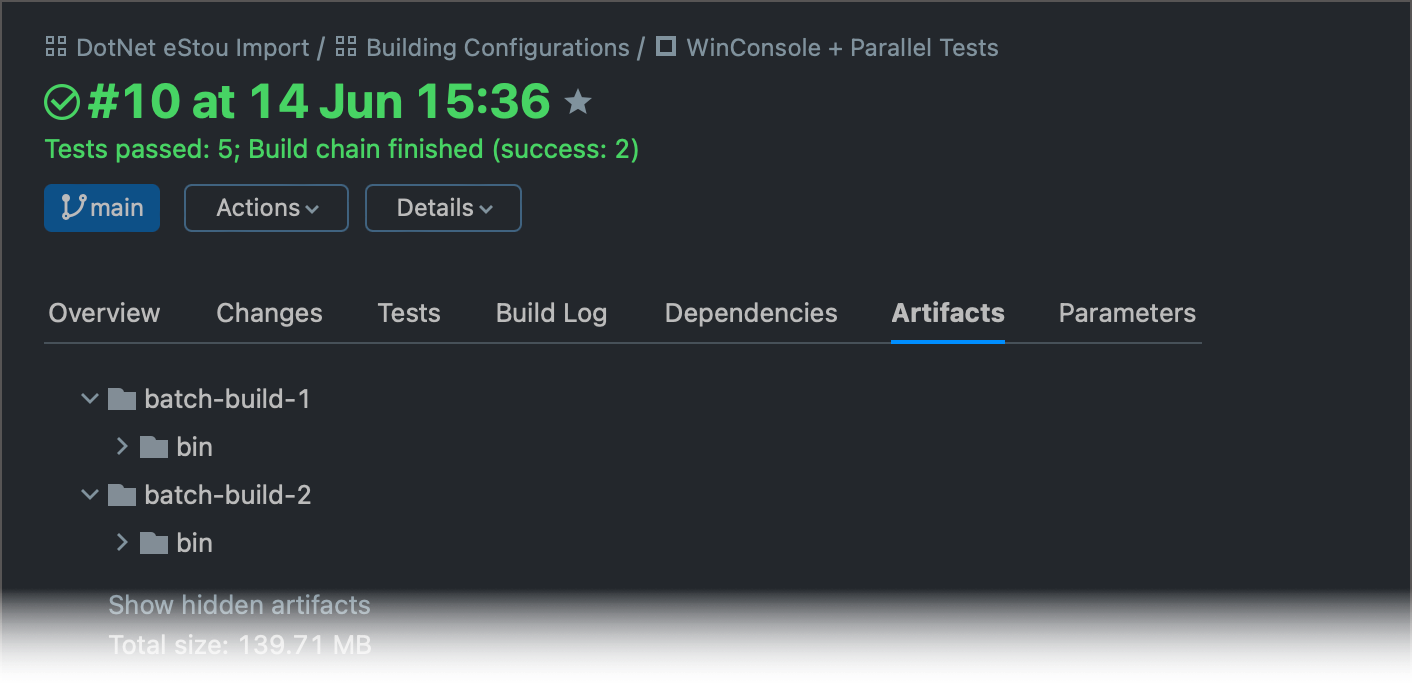 DotNet eStou Import / Building Configurations / WinConsole + Parallel Tests
#10 at 14 Jun 15:36
Tests passed: 5; Build chain finished (success: 2)
main Actions Details
Overview Changes Tests Build Log Dependencies Artifacts Parameters
batch-build-1
bin
batch-build-2
bin
Show hidden artifacts
Total size: 139.71 MB